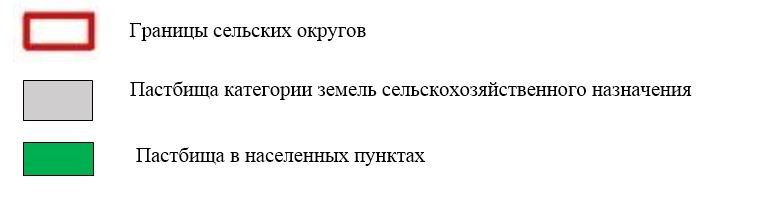 Границы сельских округов
Пастбища категории земель сельскохозяйственного назначения
Пастбища в населенных пунктах